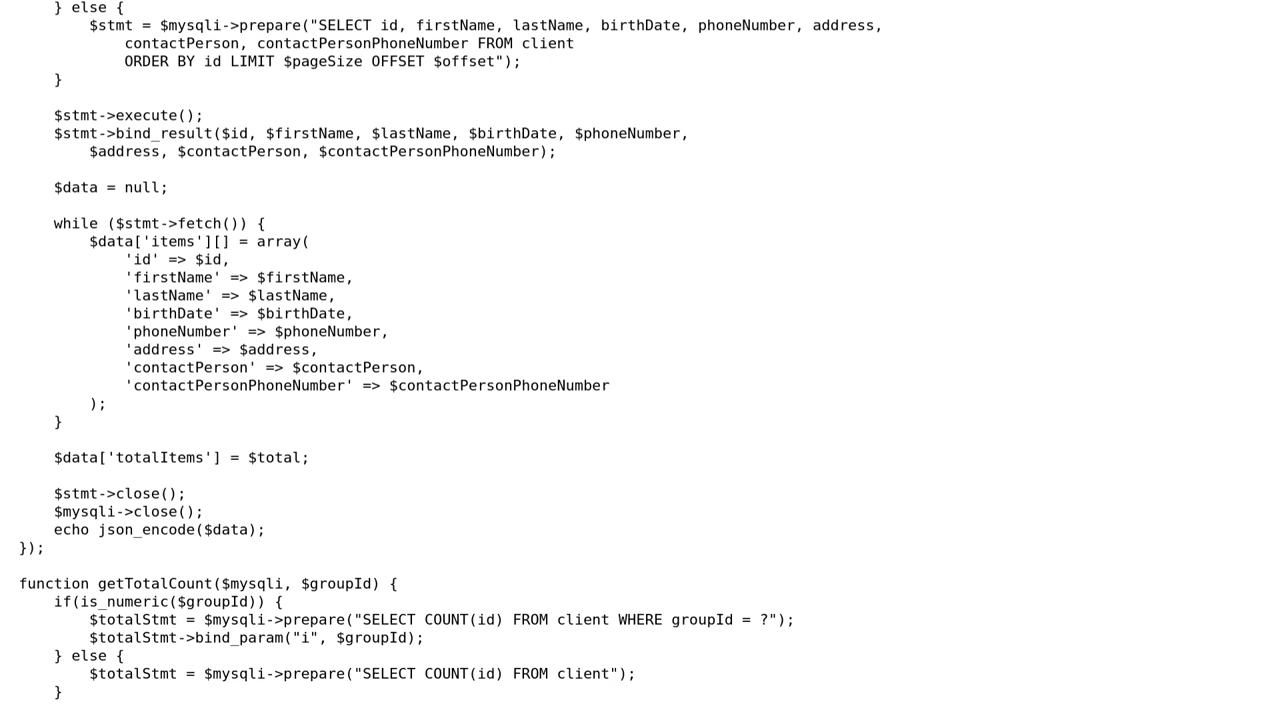 } else {
        $stmt = $mysqli->prepare("SELECT id, firstName, lastName, birthDate, phoneNumber, address,
            contactPerson, contactPersonPhoneNumber FROM client
            ORDER BY id LIMIT $pageSize OFFSET $offset");
    }

    $stmt->execute();
    $stmt->bind_result($id, $firstName, $lastName, $birthDate, $phoneNumber,
        $address, $contactPerson, $contactPersonPhoneNumber);

    $data = null;

    while ($stmt->fetch()) {
        $data['items'][] = array(
            'id' => $id,
            'firstName' => $firstName,
            'lastName' => $lastName,
            'birthDate' => $birthDate,
            'phoneNumber' => $phoneNumber,
            'address' => $address,
            'contactPerson' => $contactPerson,
            'contactPersonPhoneNumber' => $contactPersonPhoneNumber
        );
    }

    $data['totalItems'] = $total;

    $stmt->close();
    $mysqli->close();
    echo json_encode($data);
});

function getTotalCount($mysqli, $groupId) {
    if(is_numeric($groupId)) {
        $totalStmt = $mysqli->prepare("SELECT COUNT(id) FROM client WHERE groupId = ?");
        $totalStmt->bind_param("i", $groupId);
    } else {
        $totalStmt = $mysqli->prepare("SELECT COUNT(id) FROM client");
    }